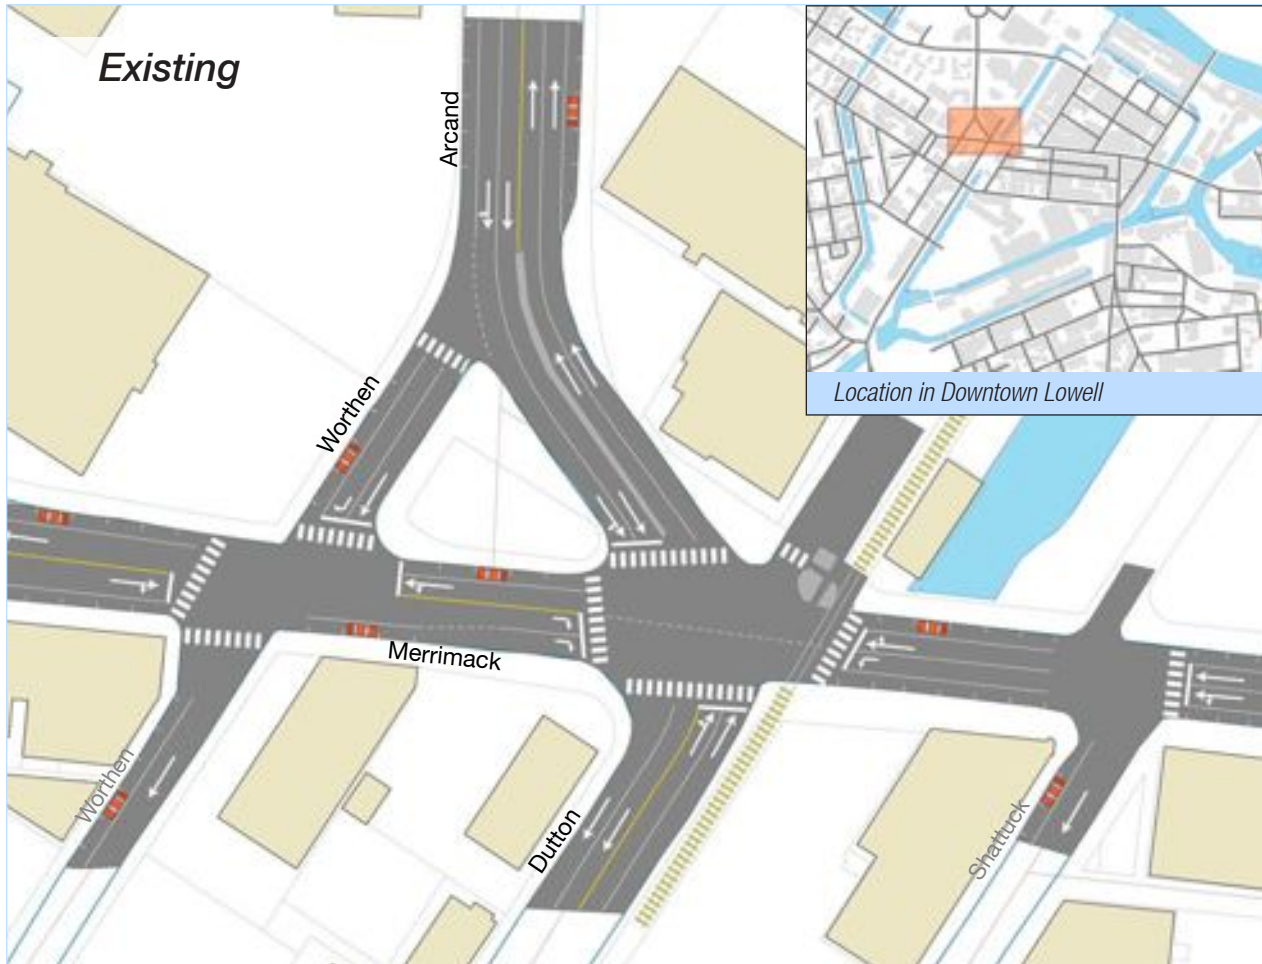 Existing
Arcand
Location in Downtown Lowell
Worthen
Merrimack
Worthen
Dutton
Shattuck